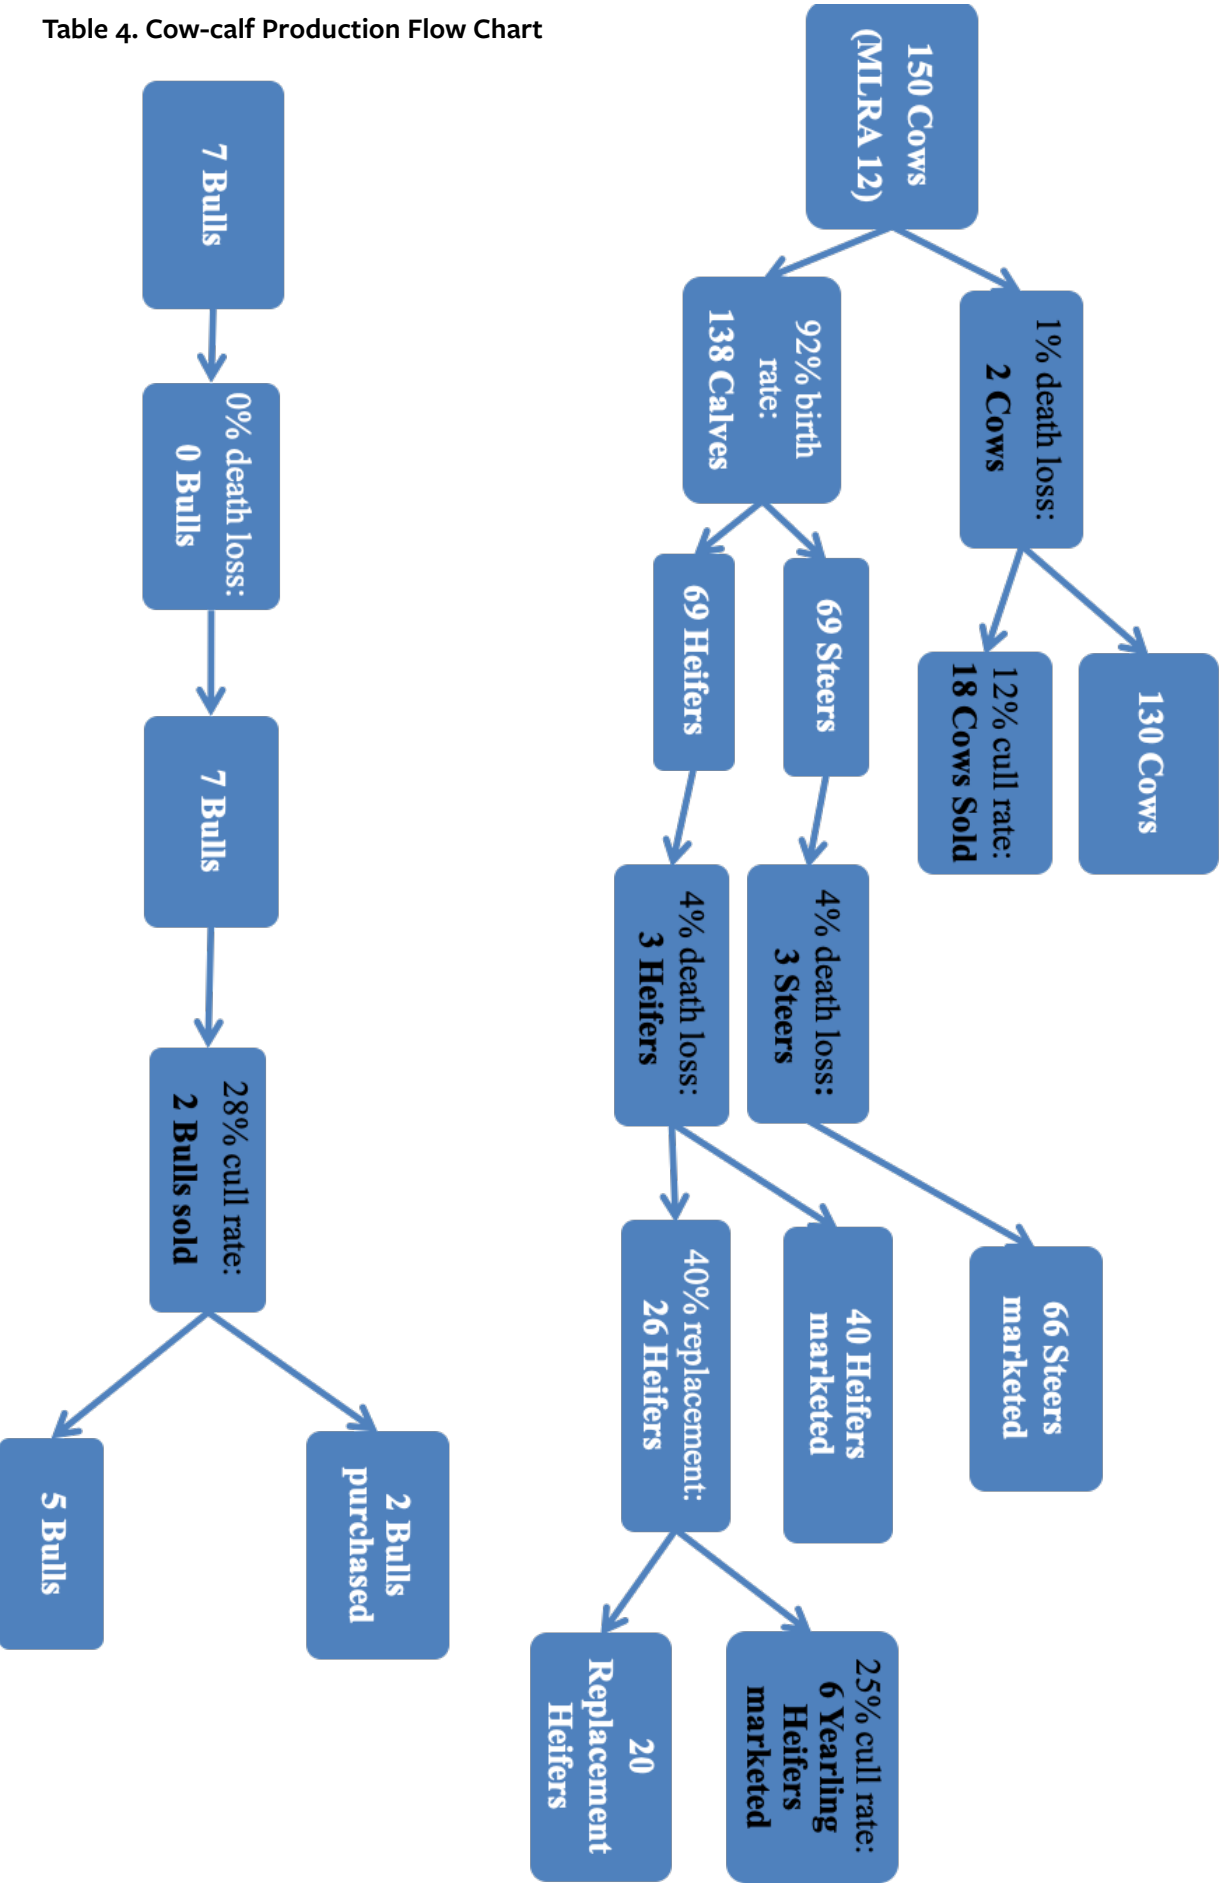 Table 4. Cow-calf Production Flow Chart
150 Cows
(MLRA 12)
1% death loss:
2 Cows
130 Cows
12% cull rate:
18 Cows Sold
92% birth
rate:
138 Calves
69 Steers
4% death loss:
3 Steers
66 Steers
marketed
69 Heifers
4% death loss:
3 Heifers
40 Heifers
marketed
40% replacement:
26 Heifers
25% cull rate:
6 Yearling
Heifers
marketed
20
Replacement
Heifers
7 Bulls
0% death loss:
0 Bulls
7 Bulls
28% cull rate:
2 Bulls sold
2 Bulls
purchased
5 Bulls